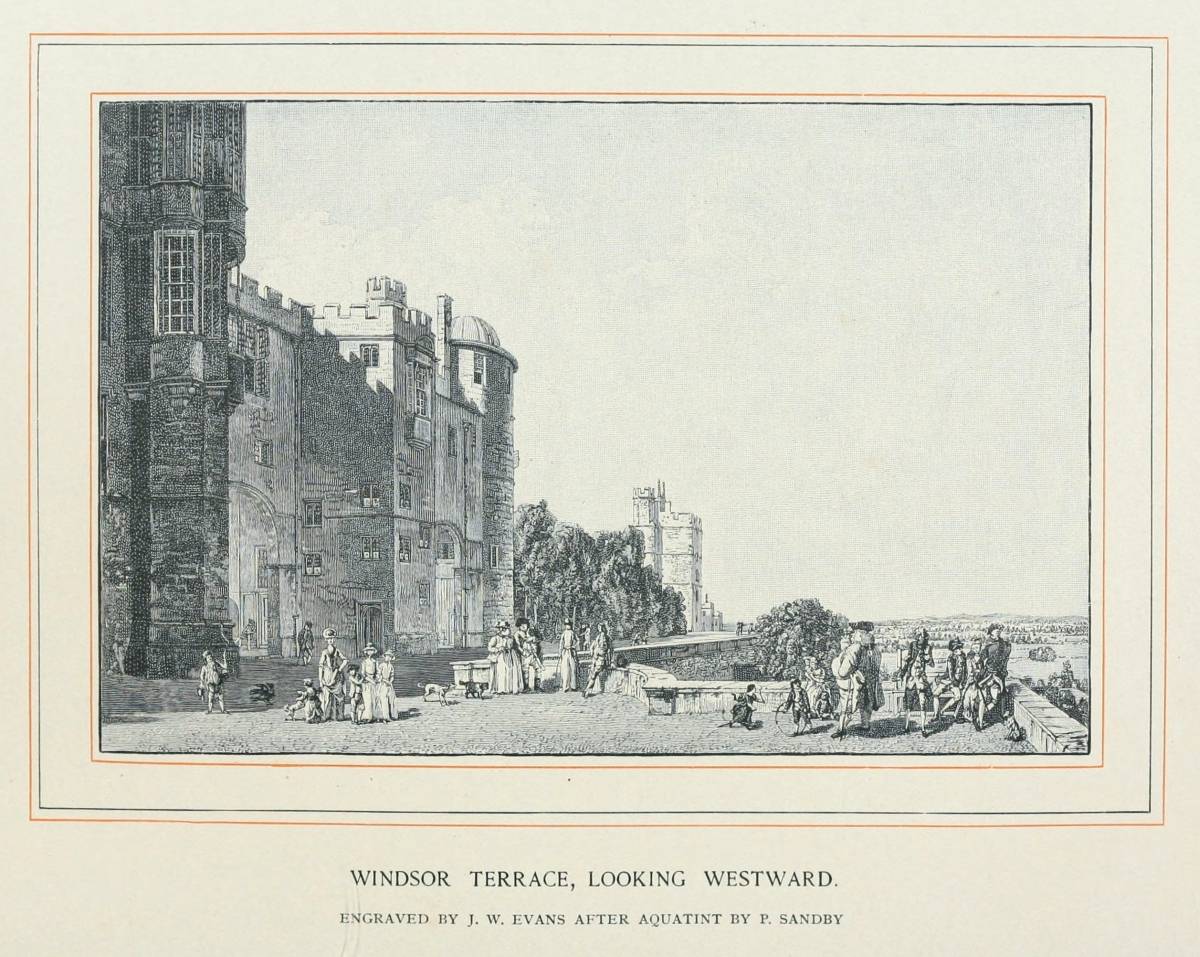 WINDSOR TERRACE, LOOKING WESTWARD.
ENGRAVED BY J. W. EVANS AFTER AQUATINT BY P. SANDBY